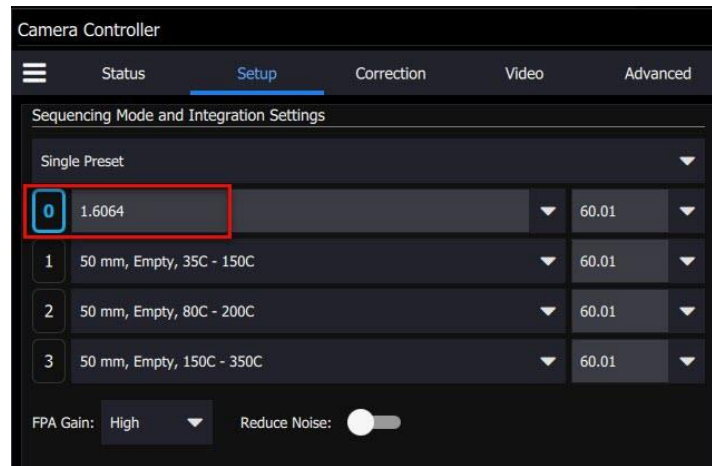 Camera Controller
Status Setup Correction Video Advanced
Sequencing Mode and Integration Settings
Single Preset
0 1.6064 60.01
1 50 mm, Empty, 35C - 150C 60.01
2 50 mm, Empty, 80C - 200C 60.01
3 50 mm, Empty, 150C - 350C 60.01
FPA Gain: High Reduce Noise: